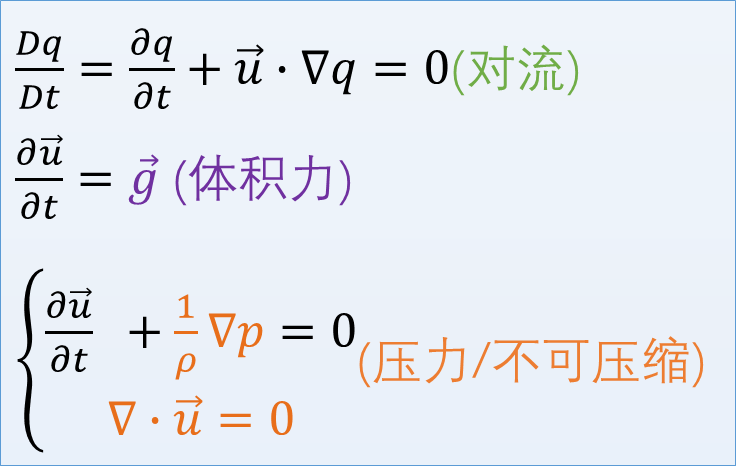 Dq/Dt = ∂q/∂t + u⃗ · ∇q = 0(对流)
∂u⃗/∂t = g⃗ (体积力)
∂u⃗/∂t + 1/ρ ∇p = 0
(压力/不可压缩)
∇ · u⃗ = 0